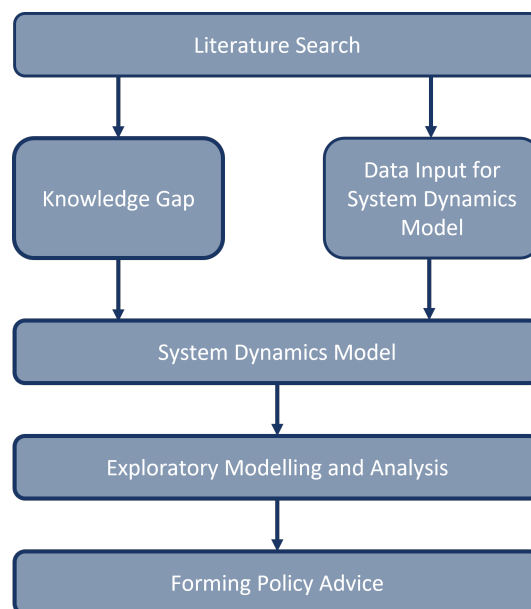 Literature Search
Knowledge Gap
Data Input for
System Dynamics
Model
System Dynamics Model
Exploratory Modelling and Analysis
Forming Policy Advice